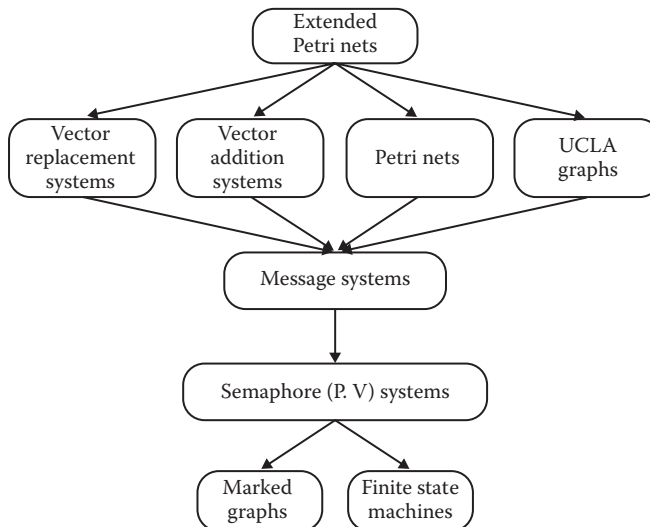 Extended
Petri nets
Vector
replacement
systems
Vector
addition
systems
Petri nets
UCLA
graphs
Message systems
Semaphore (P. V) systems
Marked
graphs
Finite state
machines